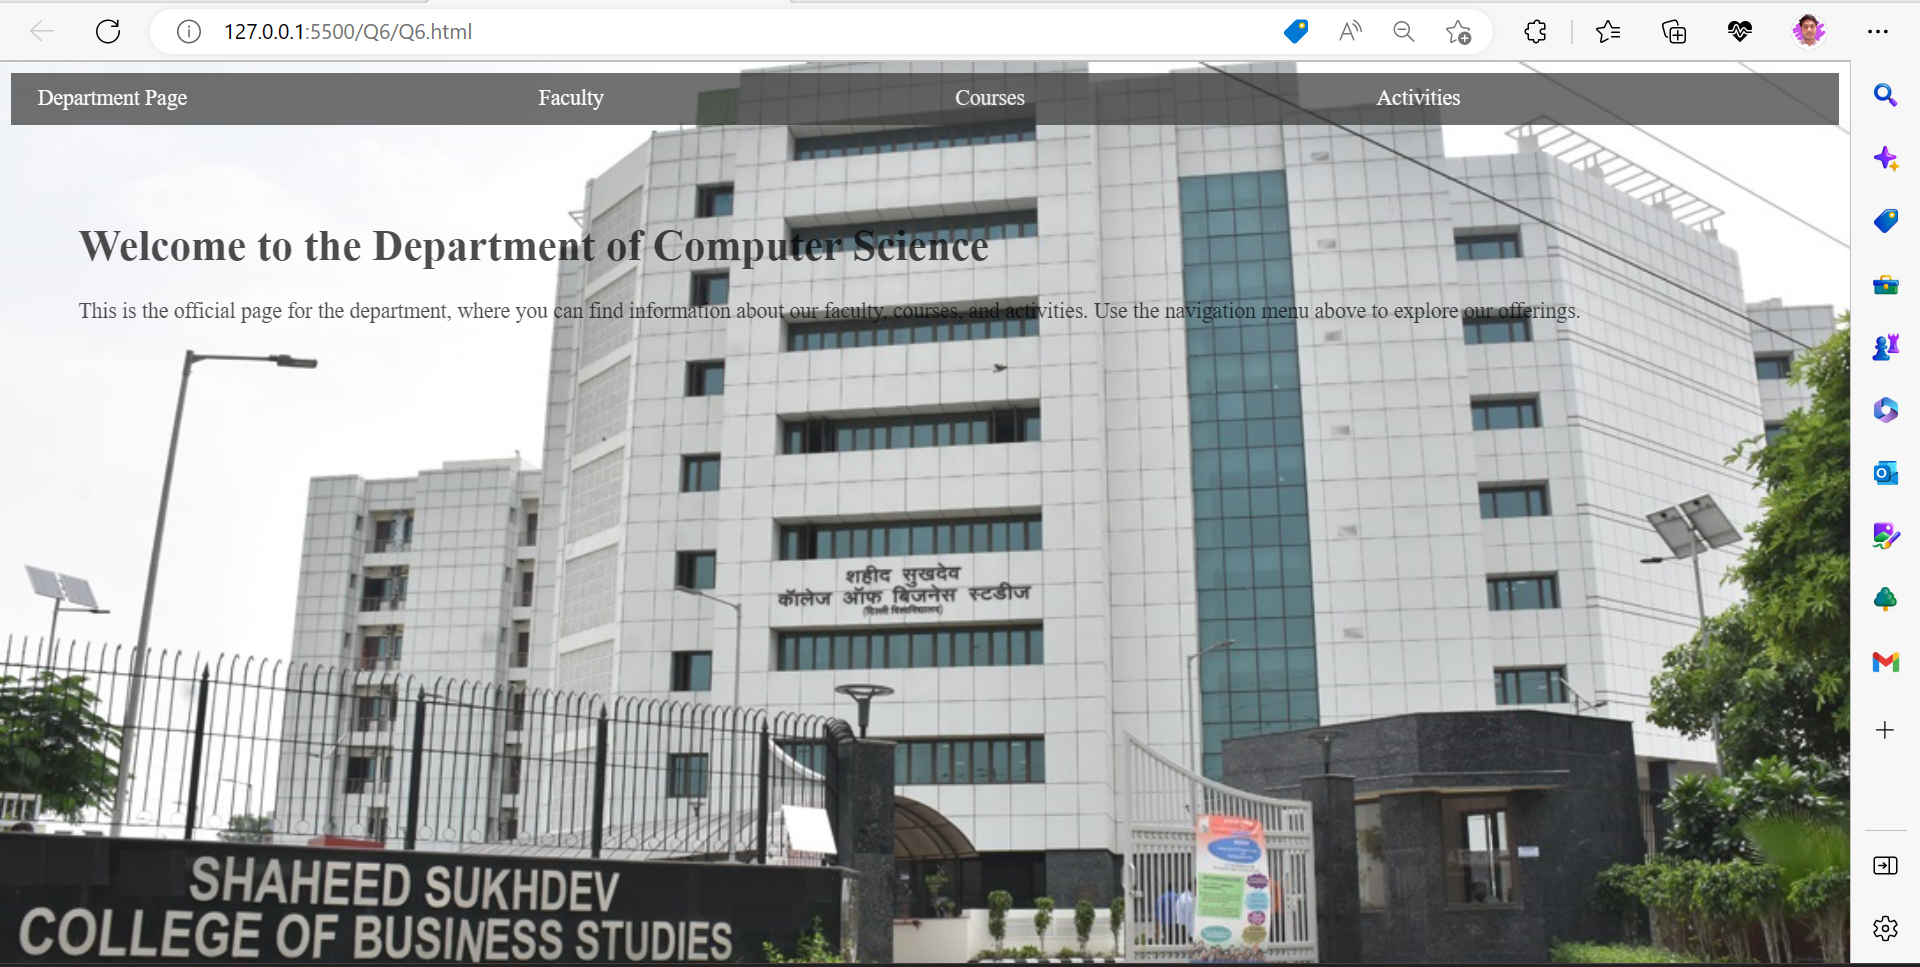 127.0.0.1:5500/Q6/Q6.html
Department Page Faculty Courses Activities
Welcome to the Department of Computer Science
This is the official page for the department, where you can find information about our faculty, courses, and activities. Use the navigation menu above to explore our offerings.
शहीद सुखदेव
कॉलेज ऑफ बिजनेस स्टडीज
(दिल्ली विश्वविद्यालय)
SHAHEED SUKHDEV
COLLEGE OF BUSINESS STUDIES